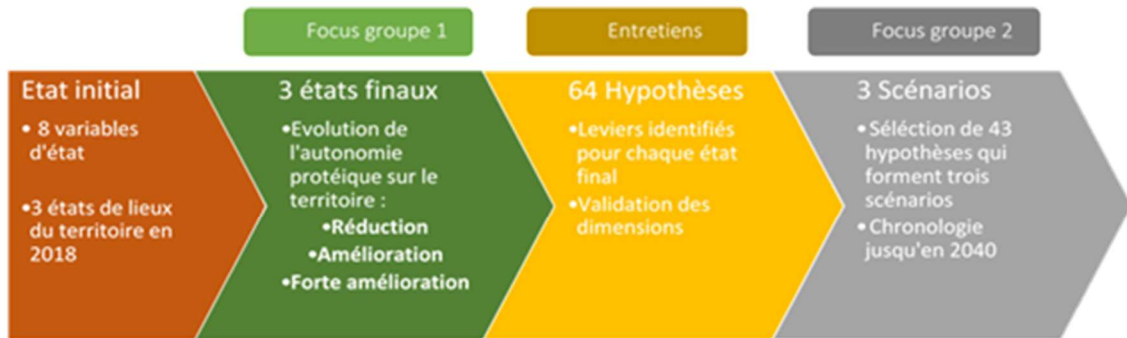 Focus groupe 1
Entretiens
Focus groupe 2
Etat initial
• 8 variables
d'état
•3 états de lieux
du territoire en
2018
3 états finaux
•Evolution de
l'autonomie
protéique sur le
territoire :
•Réduction
•Amélioration
•Forte amélioration
64 Hypothèses
•Leviers identifiés
pour chaque état
final
•Validation des
dimensions
3 Scénarios
•Séléction de 43
hypothèses qui
forment trois
scénarios
•Chronologie
jusqu'en 2040